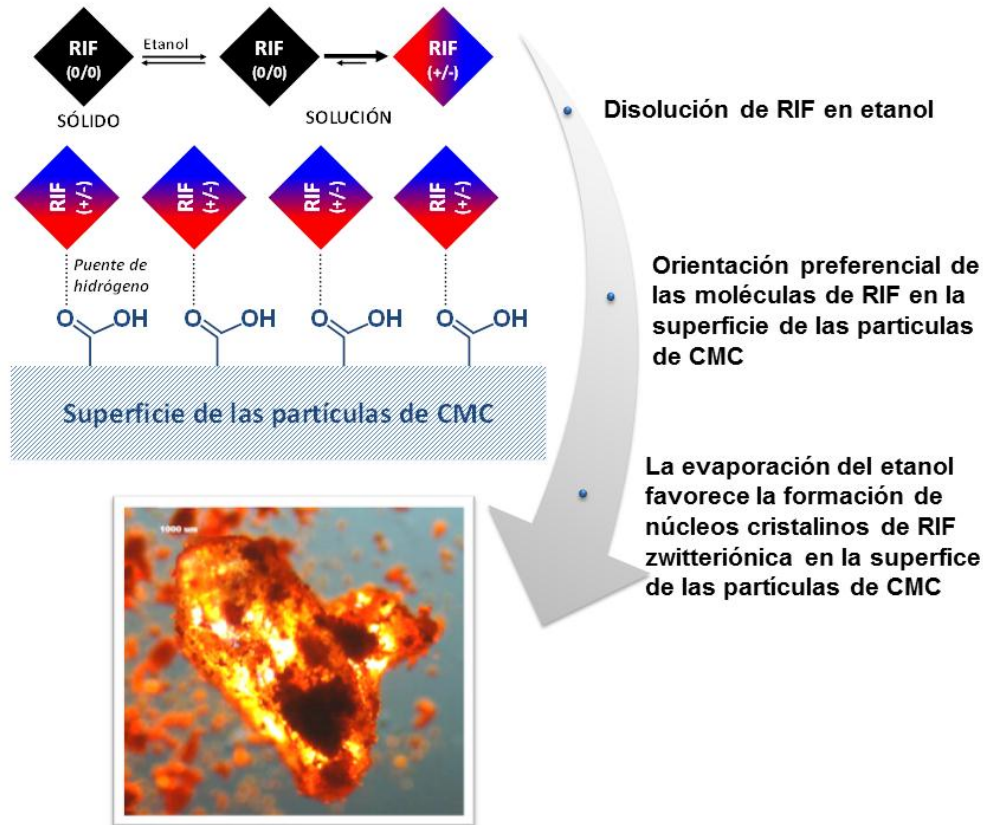 RIF
(0/0)
Etanol
RIF
(0/0)
RIF
(+/-)
SÓLIDO
SOLUCIÓN
Disolución de RIF en etanol
RIF
(+/-)
RIF
(+/-)
RIF
(+/-)
RIF
(+/-)
Puente de
hidrógeno
O OH
O OH
O OH
O OH
Orientación preferencial de
las moléculas de RIF en la
superficie de las particulas
de CMC
Superficie de las partículas de CMC
La evaporación del etanol
favorece la formación de
núcleos cristalinos de RIF
zwitteriónica en la superfice
de las partículas de CMC